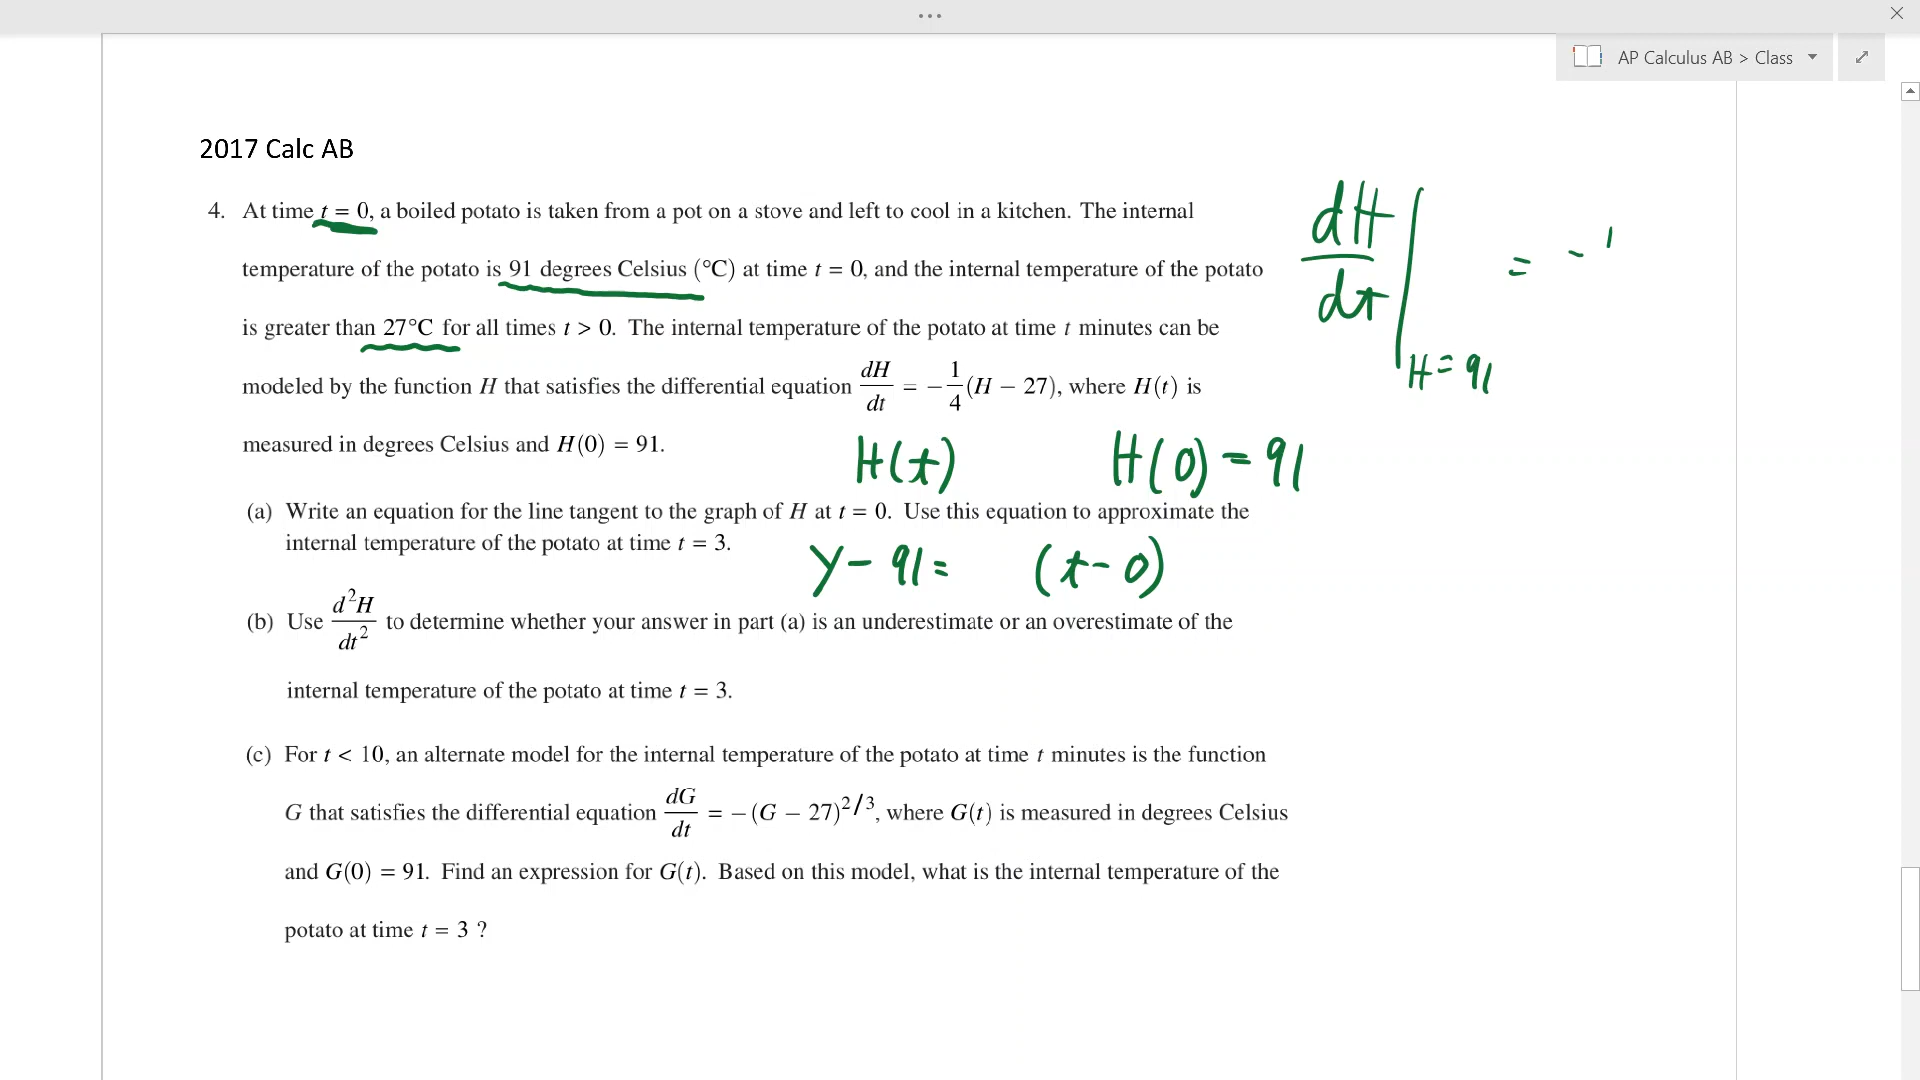 ...
AP Calculus AB > Class
2017 Calc AB
4. At time t = 0, a boiled potato is taken from a pot on a stove and left to cool in a kitchen. The internal
temperature of the potato is 91 degrees Celsius (°C) at time t = 0, and the internal temperature of the potato
is greater than 27°C for all times t > 0. The internal temperature of the potato at time t minutes can be
modeled by the function H that satisfies the differential equation dH/dt = −1/4(H − 27), where H(t) is
measured in degrees Celsius and H(0) = 91.
dH/dt | H=91 = - 1
H(t) H(0) = 91
(a) Write an equation for the line tangent to the graph of H at t = 0. Use this equation to approximate the
internal temperature of the potato at time t = 3.
y - 91 = (t - 0)
(b) Use d²H/dt² to determine whether your answer in part (a) is an underestimate or an overestimate of the
internal temperature of the potato at time t = 3.
(c) For t < 10, an alternate model for the internal temperature of the potato at time t minutes is the function
G that satisfies the differential equation dG/dt = −(G − 27)^2/3, where G(t) is measured in degrees Celsius
and G(0) = 91. Find an expression for G(t). Based on this model, what is the internal temperature of the
potato at time t = 3 ?